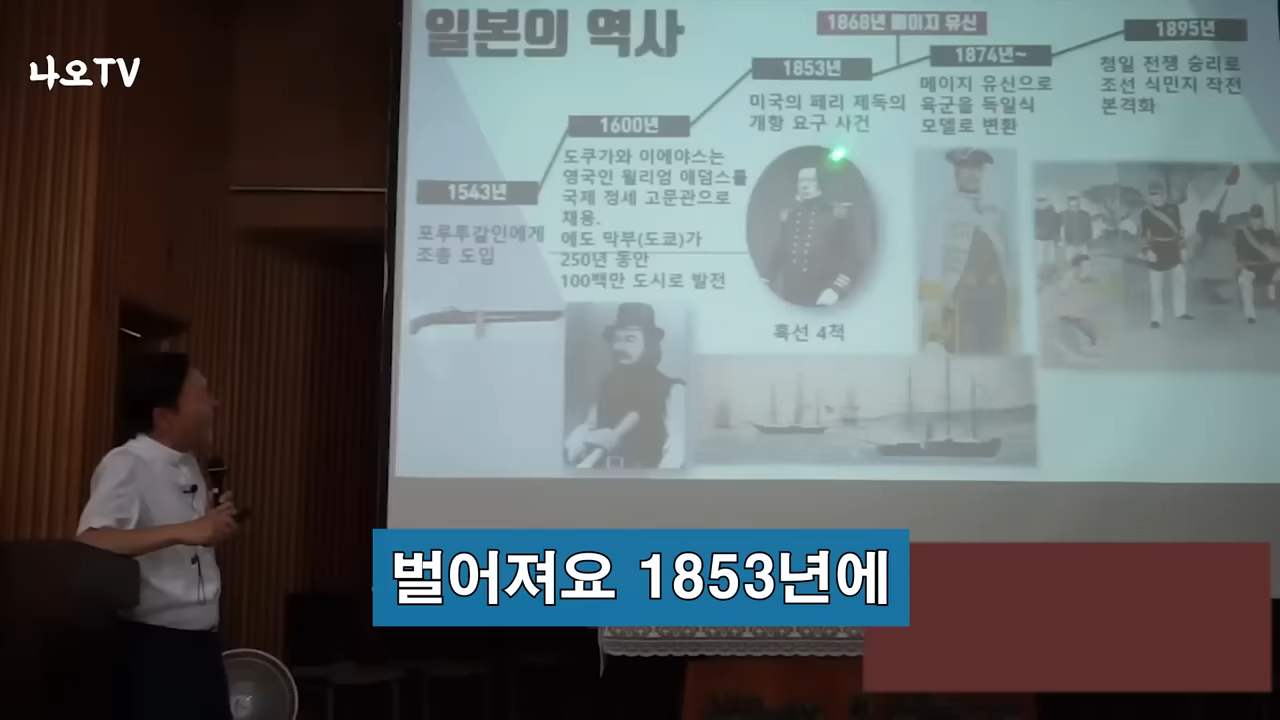 나오TV
일본의 역사
1868년 메이지 유신
1895년
청일 전쟁 승리로
조선 식민지 작전
본격화
1874년~
메이지 유신으로
육군을 독일식
모델로 변환
1853년
미국의 페리 제독의
개항 요구 사건
흑선 4척
1600년
도쿠가와 이에야스는
영국인 윌리엄 애덤스를
국제 정세 고문관으로
채용.
에도 막부(도쿄)가
250년 동안
100백만 도시로 발전
1543년
포루투갈인에게
조총 도입
벌어져요 1853년에